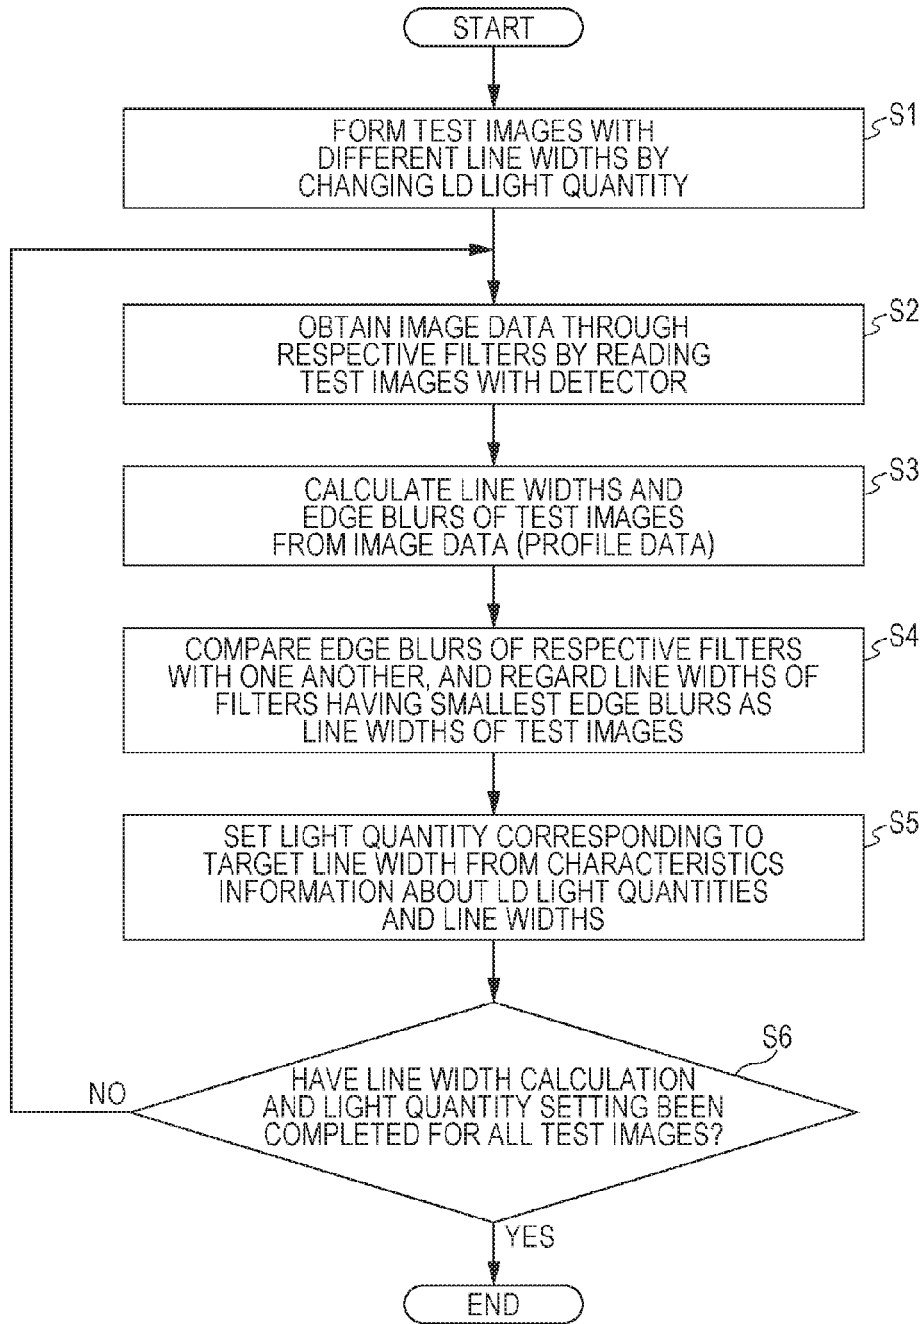 START
S1
FORM TEST IMAGES WITH
DIFFERENT LINE WIDTHS BY
CHANGING LD LIGHT QUANTITY
S2
OBTAIN IMAGE DATA THROUGH
RESPECTIVE FILTERS BY READING
TEST IMAGES WITH DETECTOR
S3
CALCULATE LINE WIDTHS AND
EDGE BLURS OF TEST IMAGES
FROM IMAGE DATA (PROFILE DATA)
S4
COMPARE EDGE BLURS OF RESPECTIVE FILTERS
WITH ONE ANOTHER, AND REGARD LINE WIDTHS OF
FILTERS HAVING SMALLEST EDGE BLURS AS
LINE WIDTHS OF TEST IMAGES
S5
SET LIGHT QUANTITY CORRESPONDING TO
TARGET LINE WIDTH FROM CHARACTERISTICS
INFORMATION ABOUT LD LIGHT QUANTITIES
AND LINE WIDTHS
S6
NO
HAVE LINE WIDTH CALCULATION
AND LIGHT QUANTITY SETTING BEEN
COMPLETED FOR ALL TEST IMAGES?
YES
END